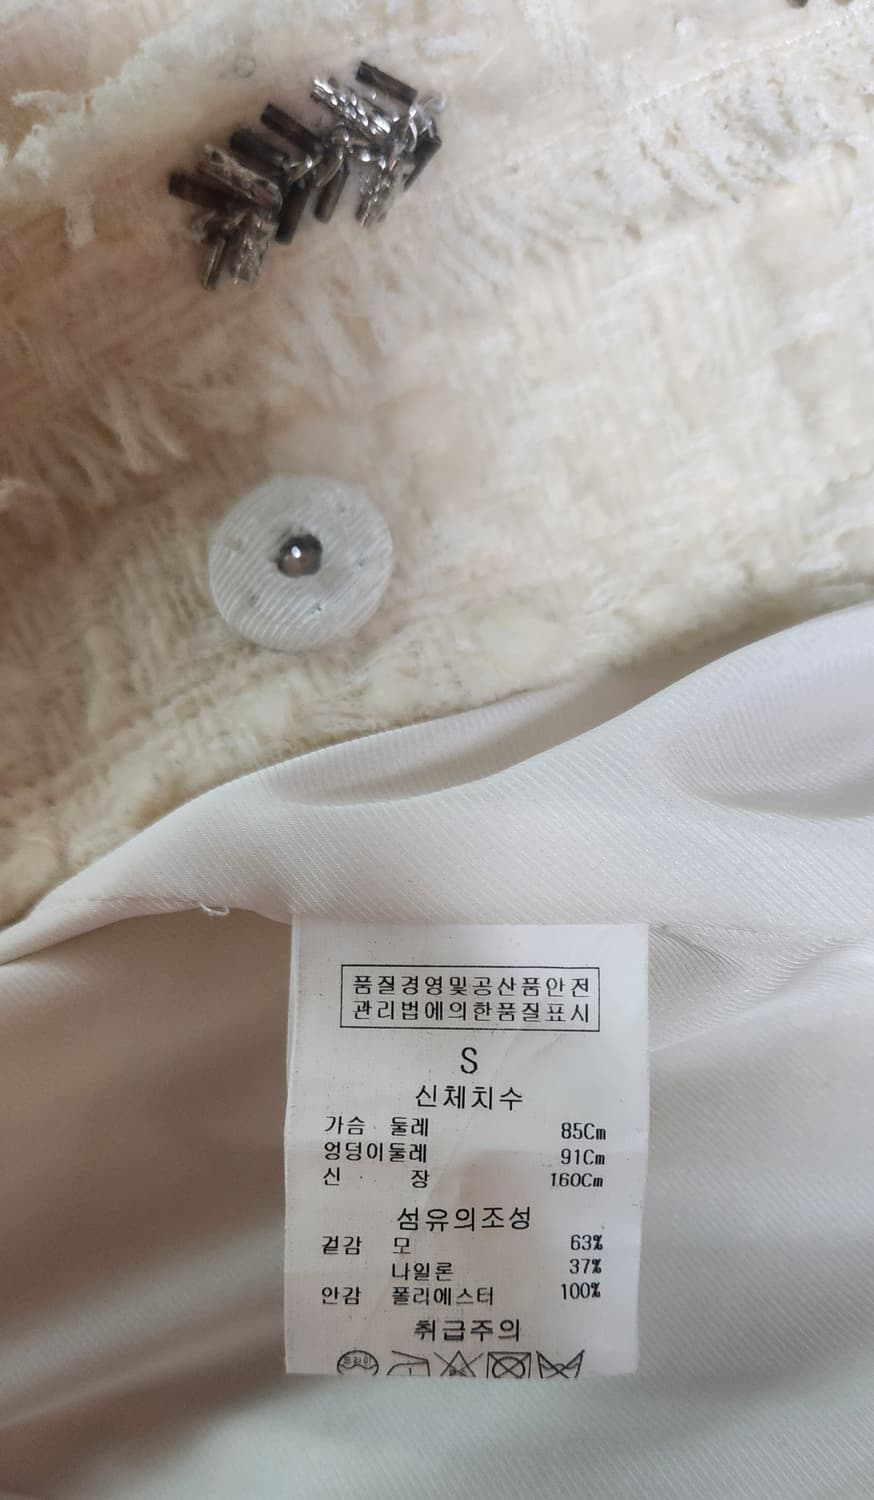 품질경영및공산품안전
관리법에의한품질표시
S
신체치수
가슴 둘레 85Cm
엉덩이둘레 91Cm
신 장 160Cm
섬유의조성
겉감 모 63%
나일론 37%
안감 폴리에스터 100%
취급주의
드라이